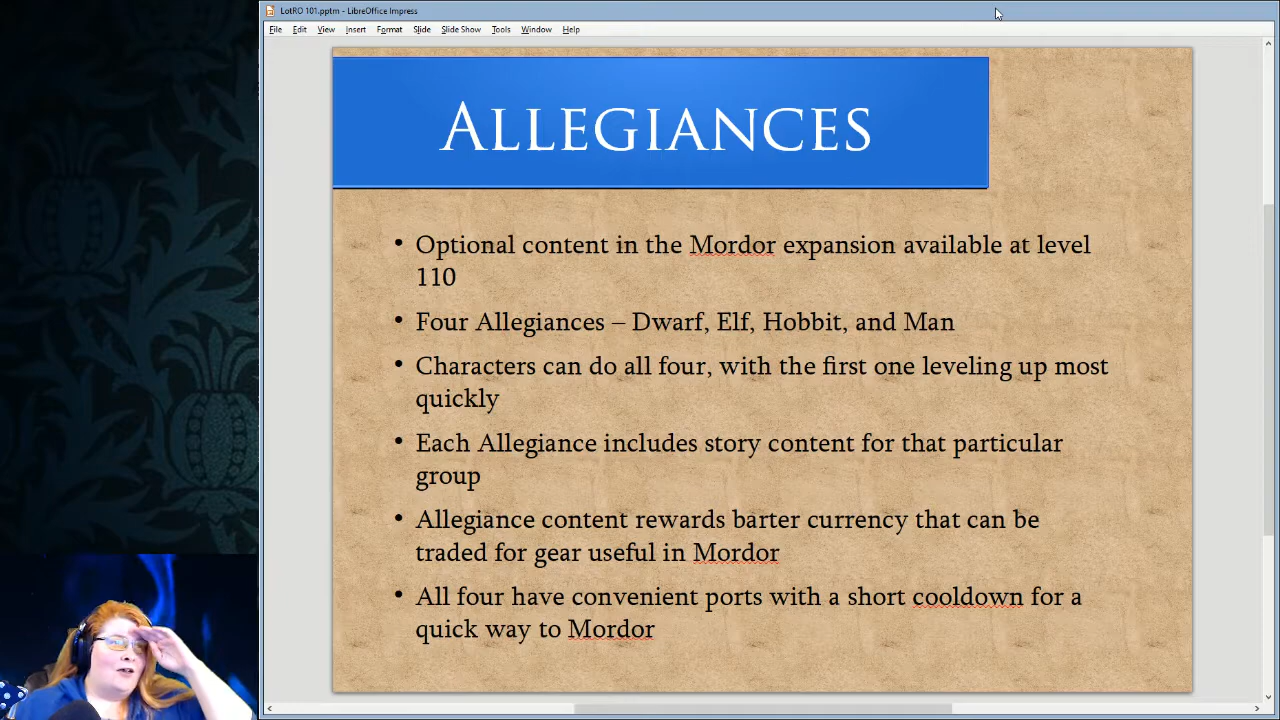 LotRO 101.pptm - LibreOffice Impress
File Edit View Insert Format Slide Slide Show Tools Window Help
ALLEGIANCES
• Optional content in the Mordor expansion available at level
110
• Four Allegiances – Dwarf, Elf, Hobbit, and Man
• Characters can do all four, with the first one leveling up most
quickly
• Each Allegiance includes story content for that particular
group
• Allegiance content rewards barter currency that can be
traded for gear useful in Mordor
• All four have convenient ports with a short cooldown for a
quick way to Mordor